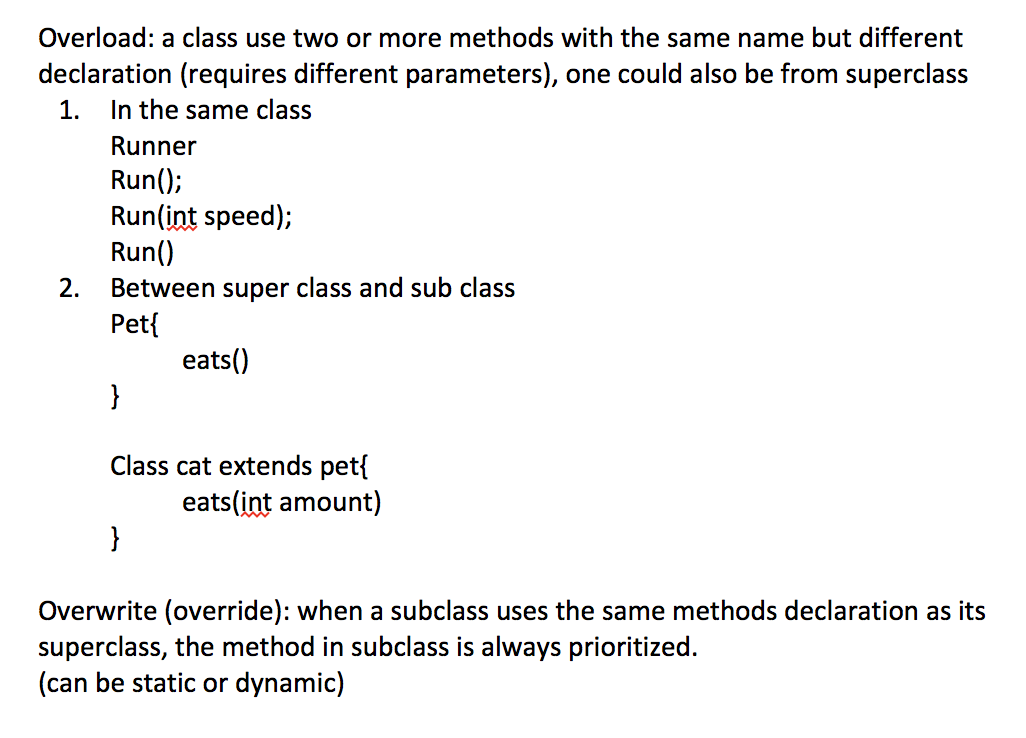 Overload: a class use two or more methods with the same name but different
declaration (requires different parameters), one could also be from superclass
1. In the same class
Runner
Run();
Run(int speed);
Run()
2. Between super class and sub class
Pet{
eats()
}
Class cat extends pet{
eats(int amount)
}
Overwrite (override): when a subclass uses the same methods declaration as its
superclass, the method in subclass is always prioritized.
(can be static or dynamic)